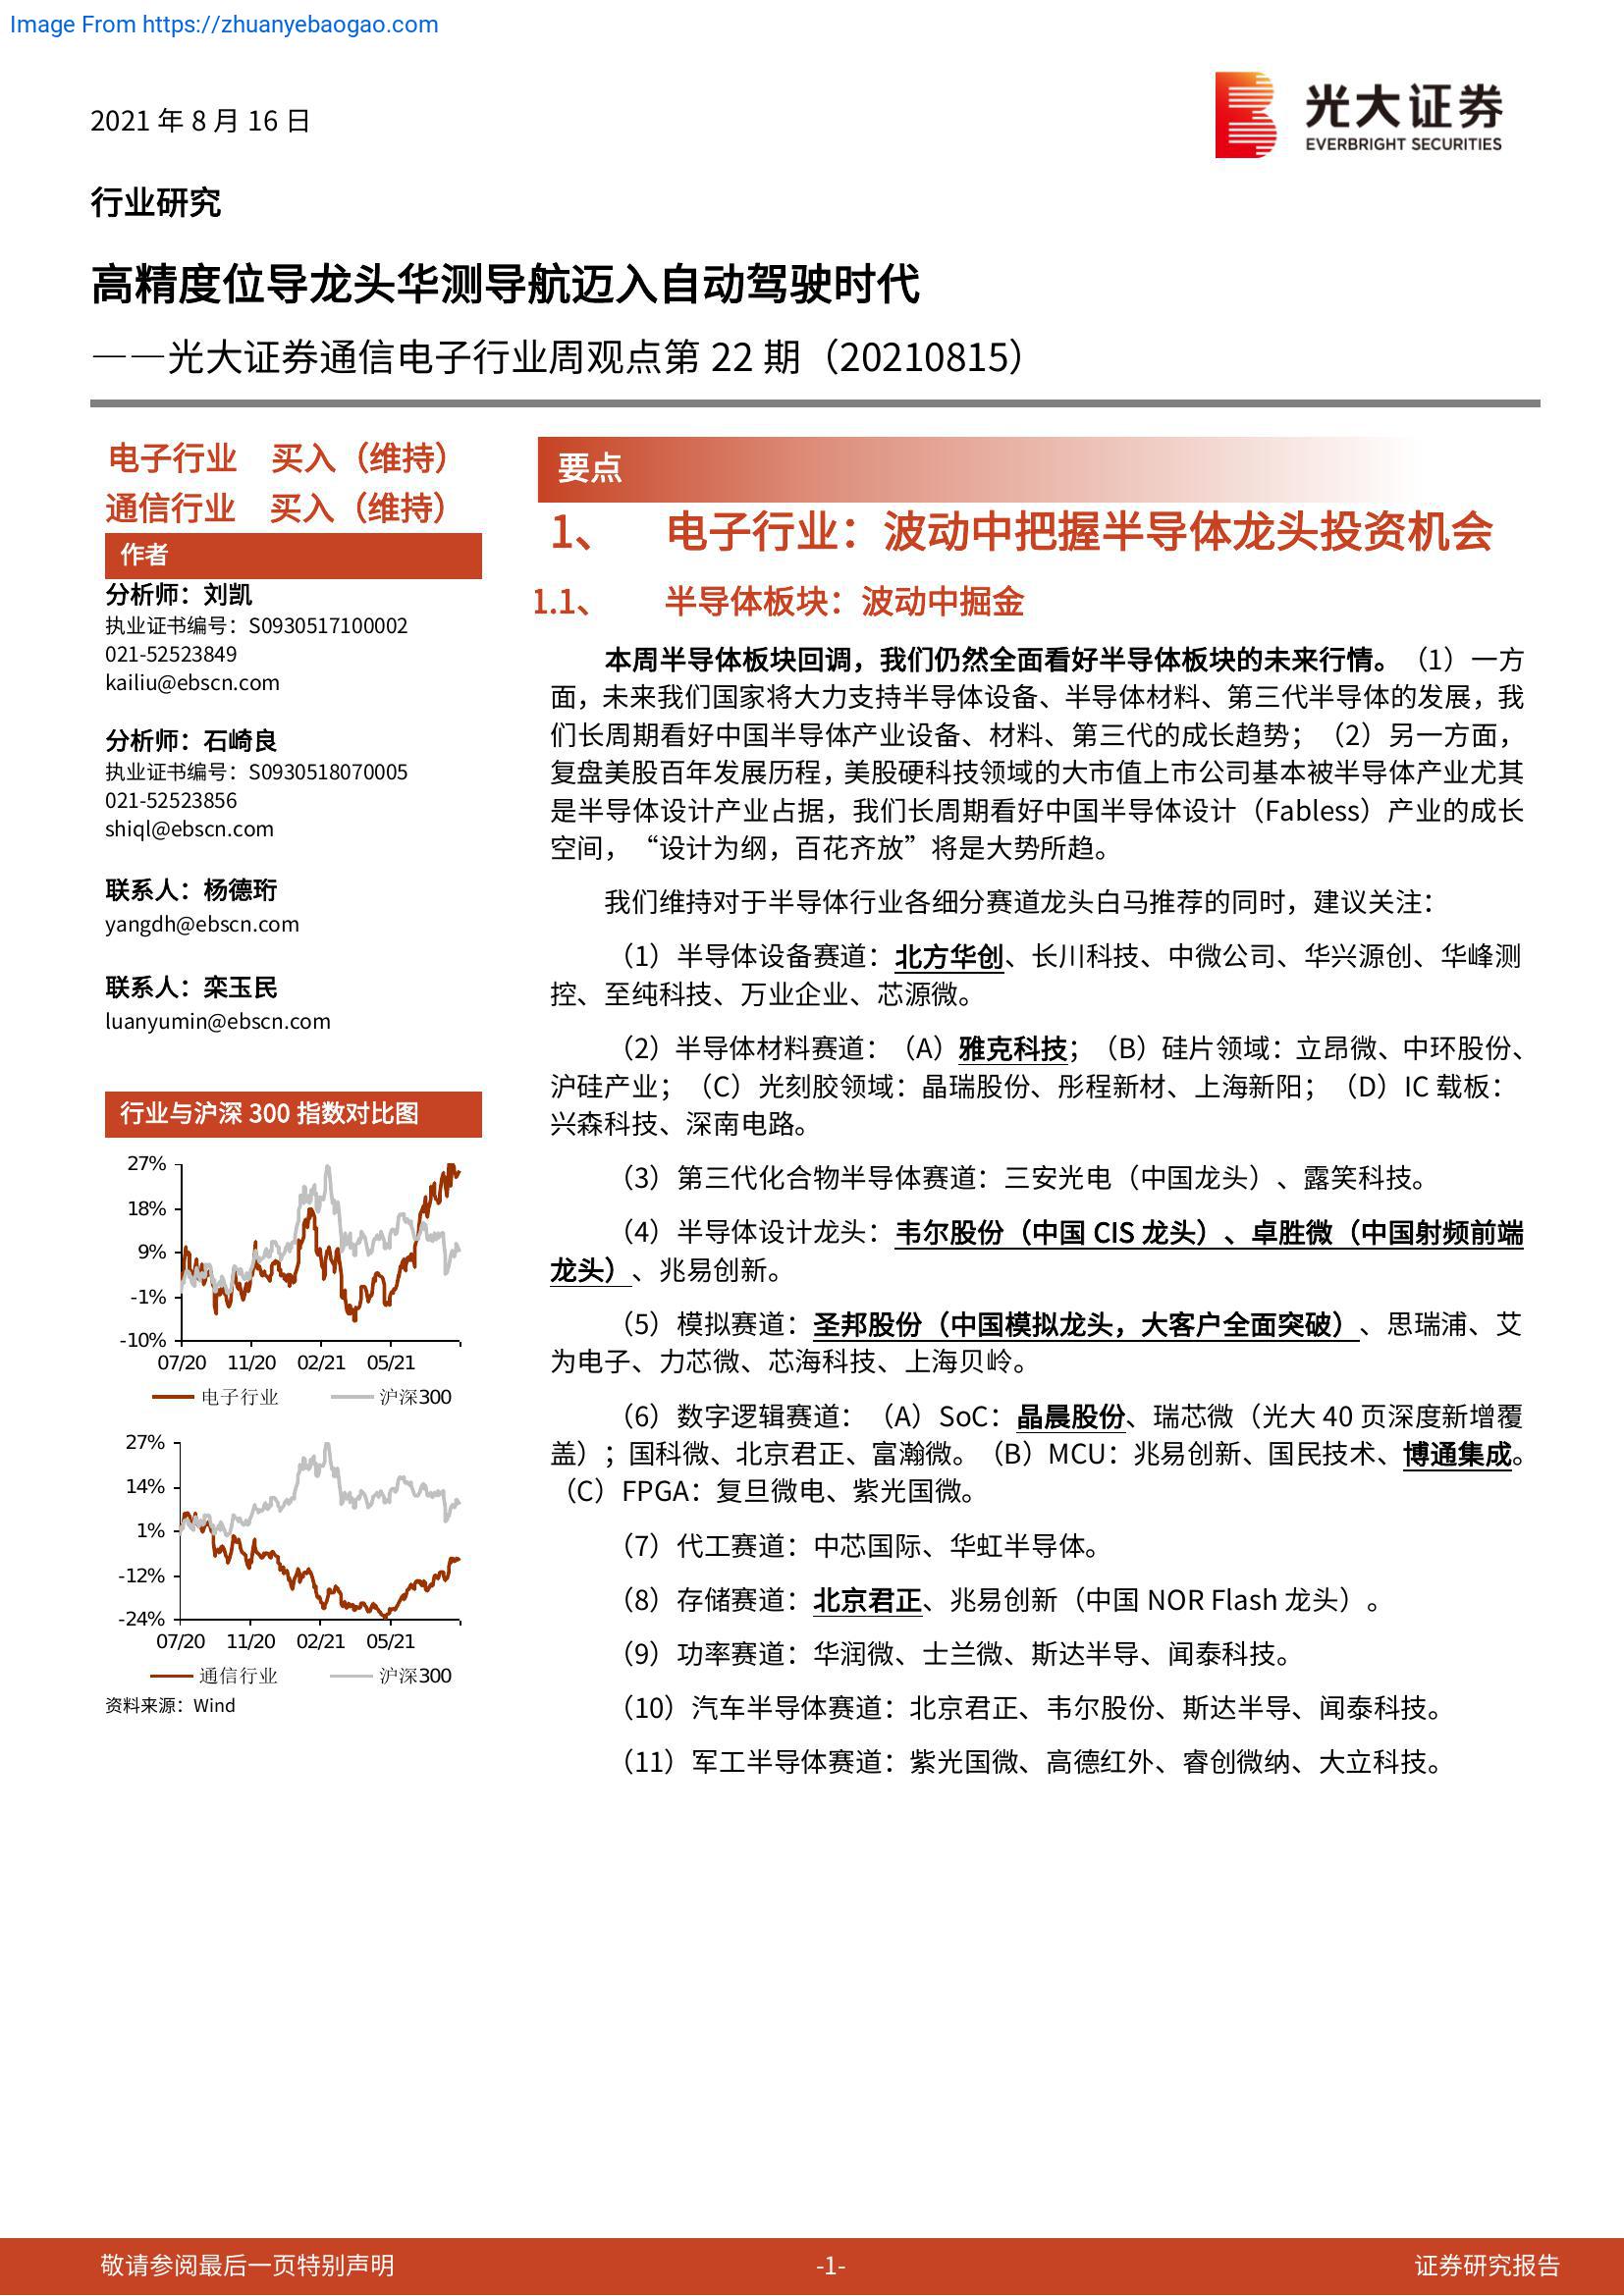 Image From https://zhuanyebaogao.com
2021 年 8 月 16 日
光大证券
EVERBRIGHT SECURITIES
行业研究
高精度位导龙头华测导航迈入自动驾驶时代
——光大证券通信电子行业周观点第 22 期（20210815）
电子行业 买入（维持）
通信行业 买入（维持）
作者
分析师：刘凯
执业证书编号：S0930517100002
021-52523849
kailiu@ebscn.com
分析师：石崎良
执业证书编号：S0930518070005
021-52523856
shiql@ebscn.com
联系人：杨德珩
yangdh@ebscn.com
联系人：栾玉民
luanyumin@ebscn.com
行业与沪深 300 指数对比图
27%
18%
9%
-1%
-10%
07/20 11/20 02/21 05/21
电子行业 沪深300
27%
14%
1%
-12%
-24%
07/20 11/20 02/21 05/21
通信行业 沪深300
资料来源：Wind
要点
1、 电子行业：波动中把握半导体龙头投资机会
1.1、 半导体板块：波动中掘金
本周半导体板块回调，我们仍然全面看好半导体板块的未来行情。（1）一方
面，未来我们国家将大力支持半导体设备、半导体材料、第三代半导体的发展，我
们长周期看好中国半导体产业设备、材料、第三代的成长趋势；（2）另一方面，
复盘美股百年发展历程，美股硬科技领域的大市值上市公司基本被半导体产业尤其
是半导体设计产业占据，我们长周期看好中国半导体设计（Fabless）产业的成长
空间，“设计为纲，百花齐放”将是大势所趋。
我们维持对于半导体行业各细分赛道龙头白马推荐的同时，建议关注：
（1）半导体设备赛道：北方华创、长川科技、中微公司、华兴源创、华峰测
控、至纯科技、万业企业、芯源微。
（2）半导体材料赛道：（A）雅克科技；（B）硅片领域：立昂微、中环股份、
沪硅产业；（C）光刻胶领域：晶瑞股份、彤程新材、上海新阳；（D）IC 载板：
兴森科技、深南电路。
（3）第三代化合物半导体赛道：三安光电（中国龙头）、露笑科技。
（4）半导体设计龙头：韦尔股份（中国 CIS 龙头）、卓胜微（中国射频前端
龙头）、兆易创新。
（5）模拟赛道：圣邦股份（中国模拟龙头，大客户全面突破）、思瑞浦、艾
为电子、力芯微、芯海科技、上海贝岭。
（6）数字逻辑赛道：（A）SoC：晶晨股份、瑞芯微（光大 40 页深度新增覆
盖）；国科微、北京君正、富瀚微。（B）MCU：兆易创新、国民技术、博通集成。
（C）FPGA：复旦微电、紫光国微。
（7）代工赛道：中芯国际、华虹半导体。
（8）存储赛道：北京君正、兆易创新（中国 NOR Flash 龙头）。
（9）功率赛道：华润微、士兰微、斯达半导、闻泰科技。
（10）汽车半导体赛道：北京君正、韦尔股份、斯达半导、闻泰科技。
（11）军工半导体赛道：紫光国微、高德红外、睿创微纳、大立科技。
敬请参阅最后一页特别声明 -1- 证券研究报告